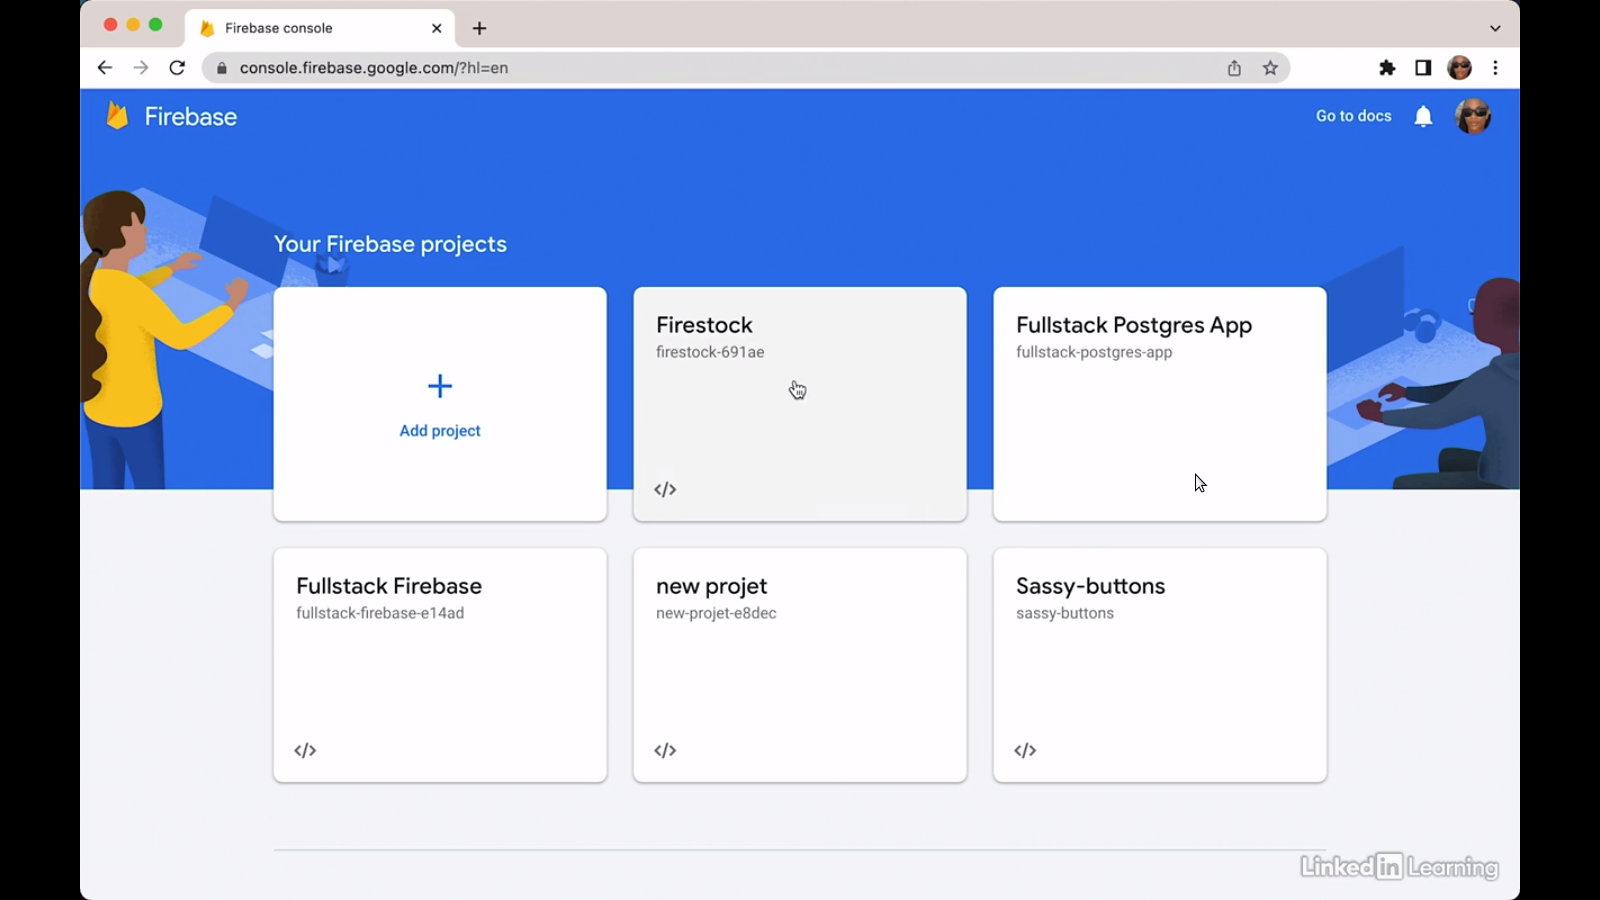 Firebase console
console.firebase.google.com/?hl=en
Firebase
Go to docs
Your Firebase projects
Add project
Firestock
firestock-691ae
</>
Fullstack Postgres App
fullstack-postgres-app
Fullstack Firebase
fullstack-firebase-e14ad
</>
new projet
new-projet-e8dec
</>
Sassy-buttons
sassy-buttons
</>
Linked in Learning